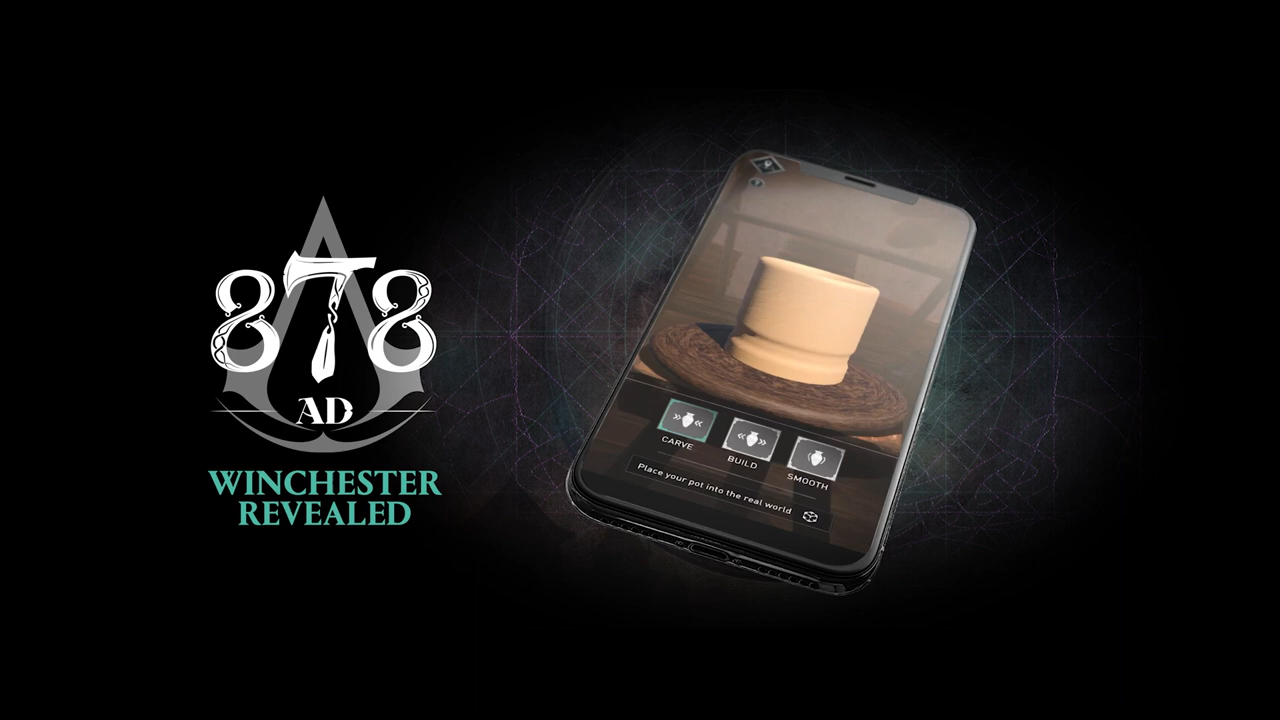 878
AD
WINCHESTER
REVEALED
CARVE
BUILD
SMOOTH
Place your pot into the real world